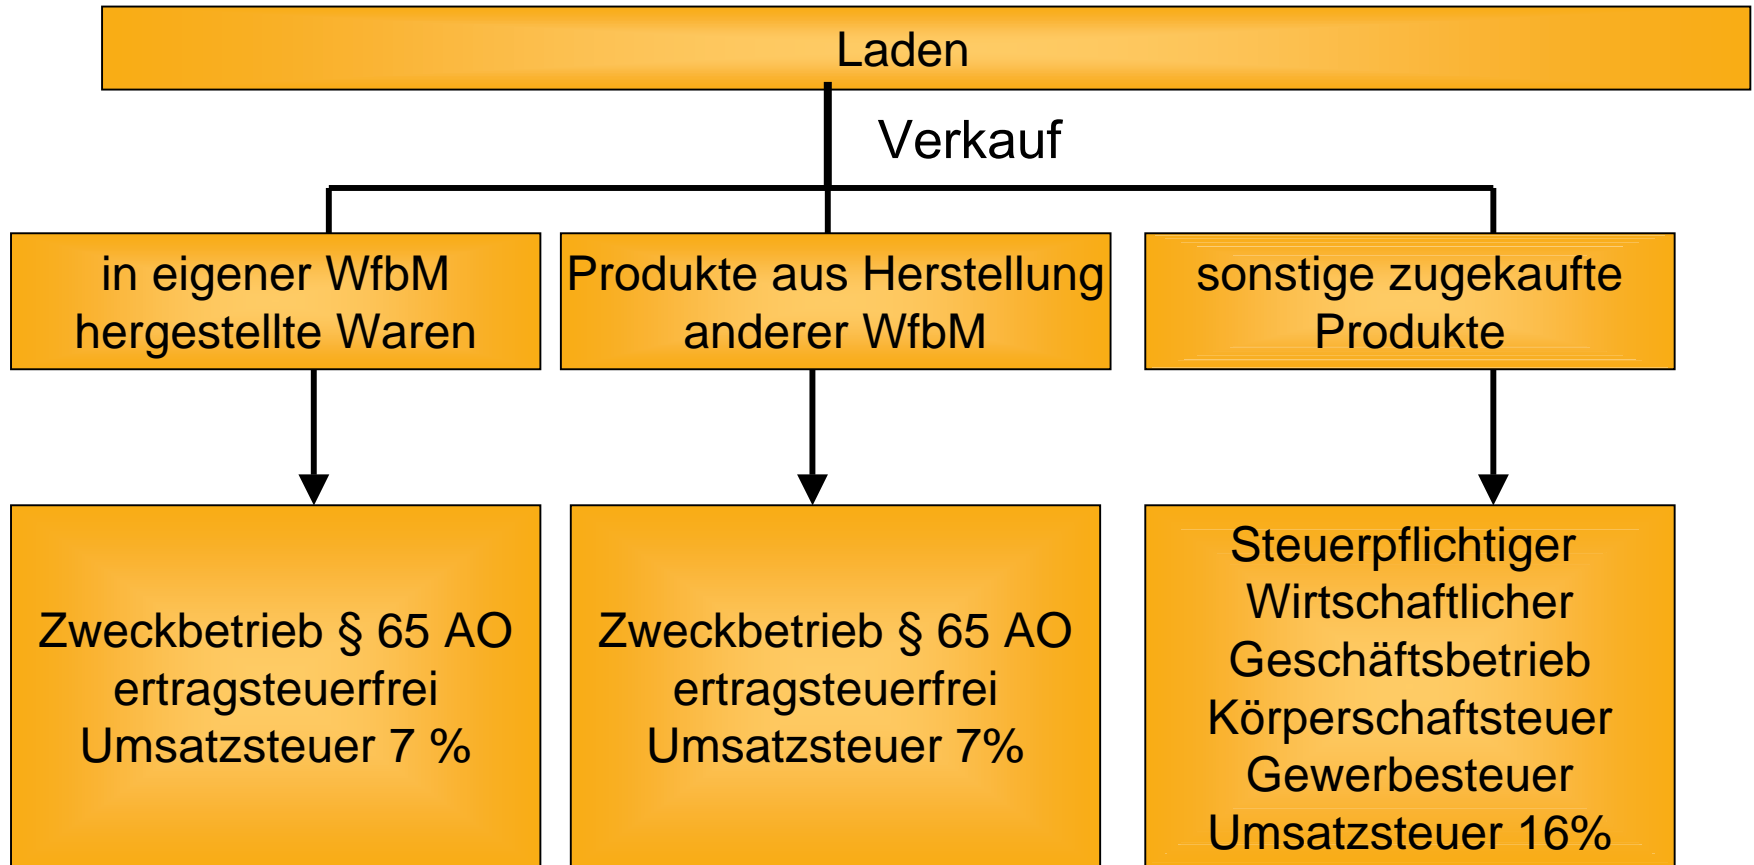 Laden
Verkauf
in eigener WfbM
hergestellte Waren
Produkte aus Herstellung
anderer WfbM
sonstige zugekaufte
Produkte
Zweckbetrieb § 65 AO
ertragsteuerfrei
Umsatzsteuer 7 %
Zweckbetrieb § 65 AO
ertragsteuerfrei
Umsatzsteuer 7%
Steuerpflichtiger
Wirtschaftlicher
Geschäftsbetrieb
Körperschaftsteuer
Gewerbesteuer
Umsatzsteuer 16%